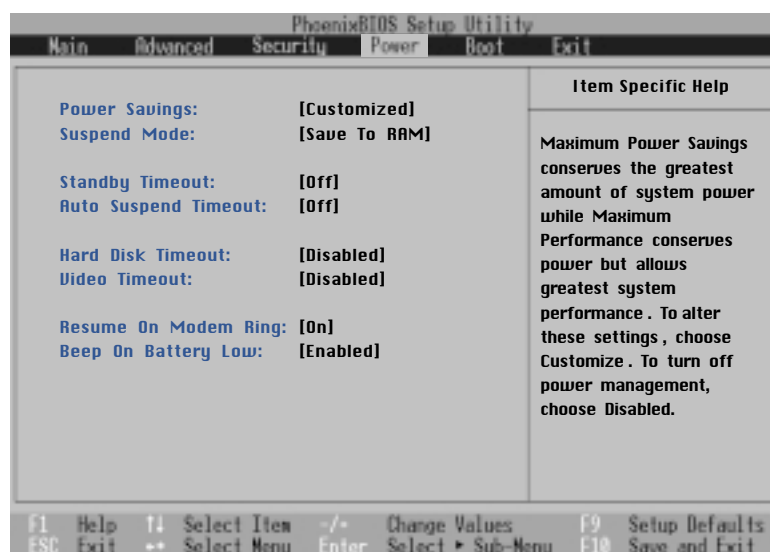 PhoenixBIOS Setup Utility
Main Advanced Security Power Boot Exit
Item Specific Help
Power Savings: [Customized]
Suspend Mode: [Save To RAM]
Standby Timeout: [Off]
Auto Suspend Timeout: [Off]
Hard Disk Timeout: [Disabled]
Video Timeout: [Disabled]
Resume On Modem Ring: [On]
Beep On Battery Low: [Enabled]
Maximum Power Savings
conserves the greatest
amount of system power
while Maximum
Performance conserves
power but allows
greatest system
performance . To alter
these settings , choose
Customize . To turn off
power management,
choose Disabled.
F1 Help ↑↓ Select Item -/+ Change Values F9 Setup Defaults
ESC Exit ←→ Select Menu Enter Select ► Sub-Menu F10 Save and Exit